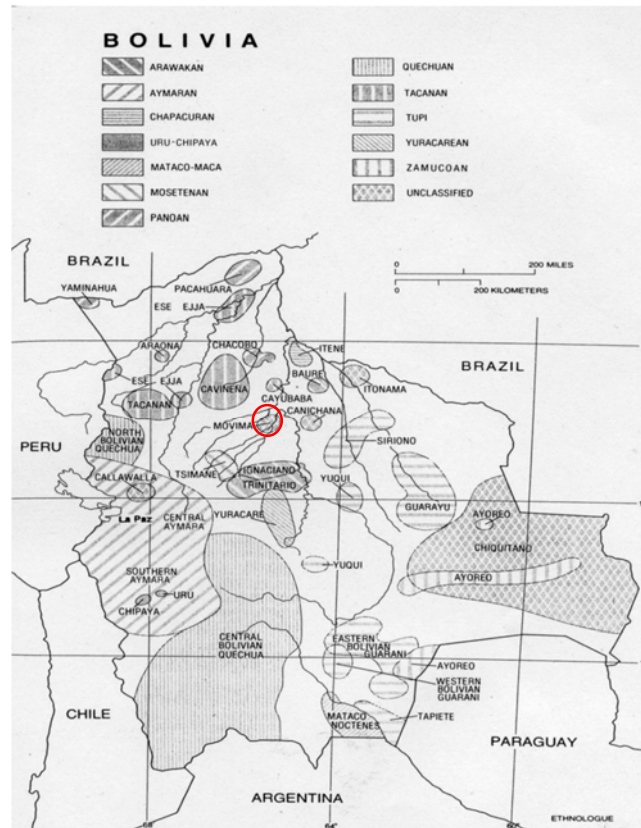 BOLIVIA
ARAWAKAN
AYMARAN
CHAPACURAN
URU-CHIPAYA
MATACO-MACA
MOSETENAN
PANOAN
QUECHUAN
TACANAN
TUPI
YURACAREAN
ZAMUCOAN
UNCLASSIFIED
200 MILES
200 KILOMETERS
BRAZIL
YAMINAHUA
PACAHUARA
ESE EJJA
ARAONA
CHACOBO
ITENE
BRAZIL
BAURE
ESE EJJA
CAVINEÑA
CAYUBABA
ITONAMA
TACANAN
CANICHANA
MOVIMA
PERU
NORTH
BOLIVIAN
QUECHUA
SIRIONO
TSIMANE
IGNACIANO
CALLAWALLA
TRINITARIO
YUQUI
GUARAYU
La Paz
CENTRAL
AYMARA
YURACARE
AYOREO
CHIQUITANO
YUQUI
SOUTHERN
AYMARA
AYOREO
URU
CHIPAYA
CENTRAL
BOLIVIAN
QUECHUA
EASTERN
BOLIVIAN
GUARANI
AYOREO
WESTERN
BOLIVIAN
GUARANI
CHILE
MATACO
NOCTENES
TAPIETE
PARAGUAY
ARGENTINA
68
64
60
ETHNOLOGUE